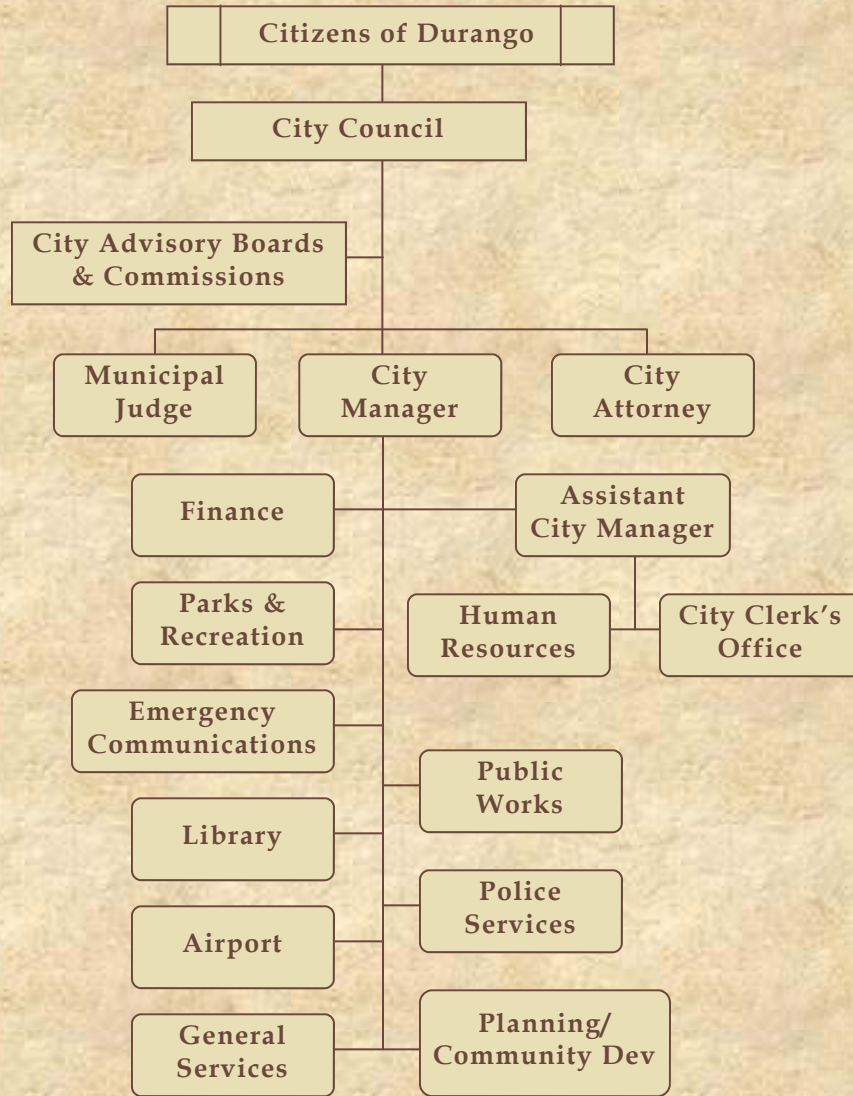 Citizens of Durango
City Council
City Advisory Boards
& Commissions
Municipal
Judge
City
Manager
City
Attorney
Finance
Assistant
City Manager
Parks &
Recreation
Human
Resources
City Clerk’s
Office
Emergency
Communications
Public
Works
Library
Police
Services
Airport
General
Services
Planning/
Community Dev